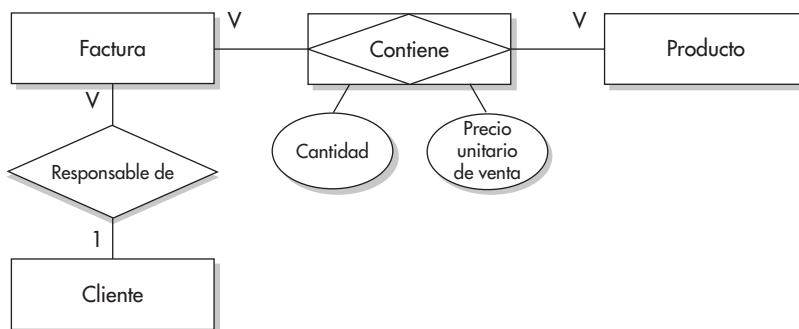 V
V
Factura
Contiene
Producto
V
Responsable de
Cantidad
Precio
unitario
de venta
1
Cliente